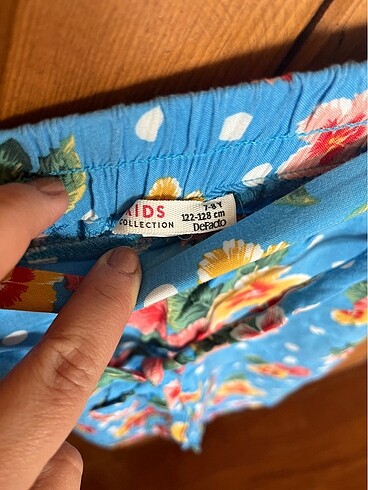 KIDS
COLLECTION
7-8 Y
122-128 cm
DeFacto